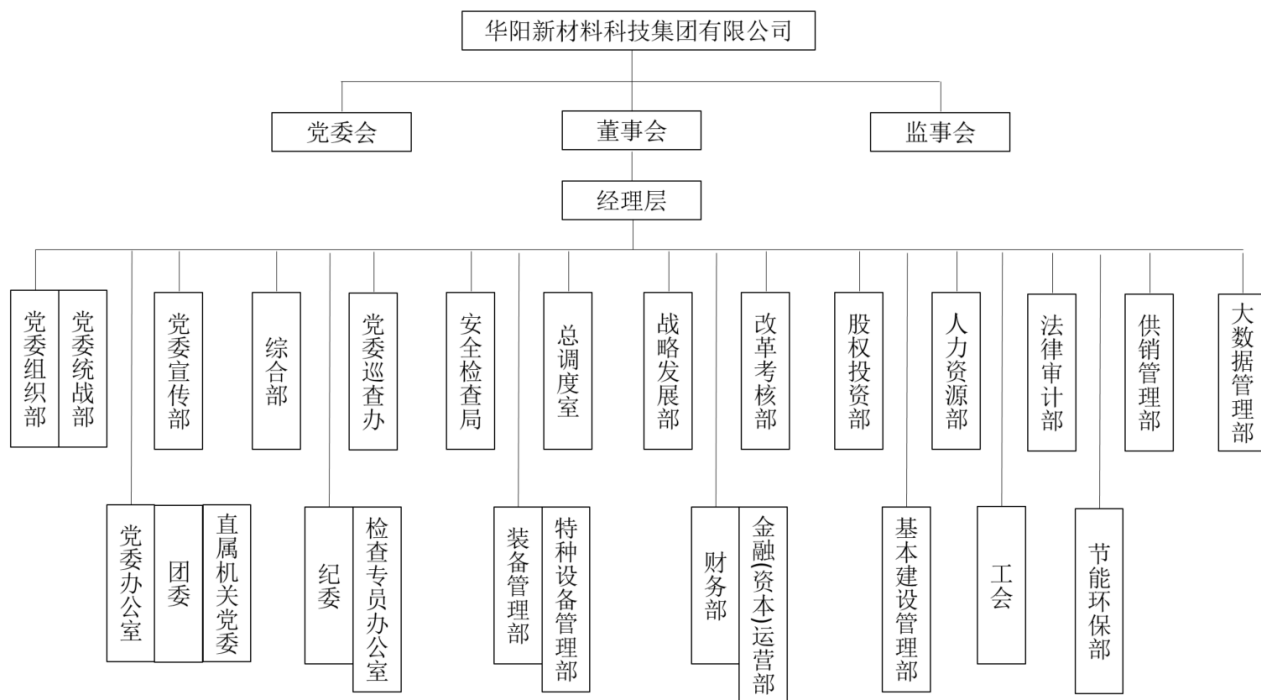 华阳新材料科技集团有限公司
党委会
董事会
监事会
经理层
党委组织部
党委统战部
党委宣传部
综合部
党委巡查办
安全检查局
总调度室
战略发展部
改革考核部
股权投资部
人力资源部
法律审计部
供销管理部
大数据管理部
党委办公室
团委
直属机关党委
纪委
检查专员办公室
装备管理部
特种设备管理部
财务部
金融(资本)运营部
基本建设管理部
工会
节能环保部